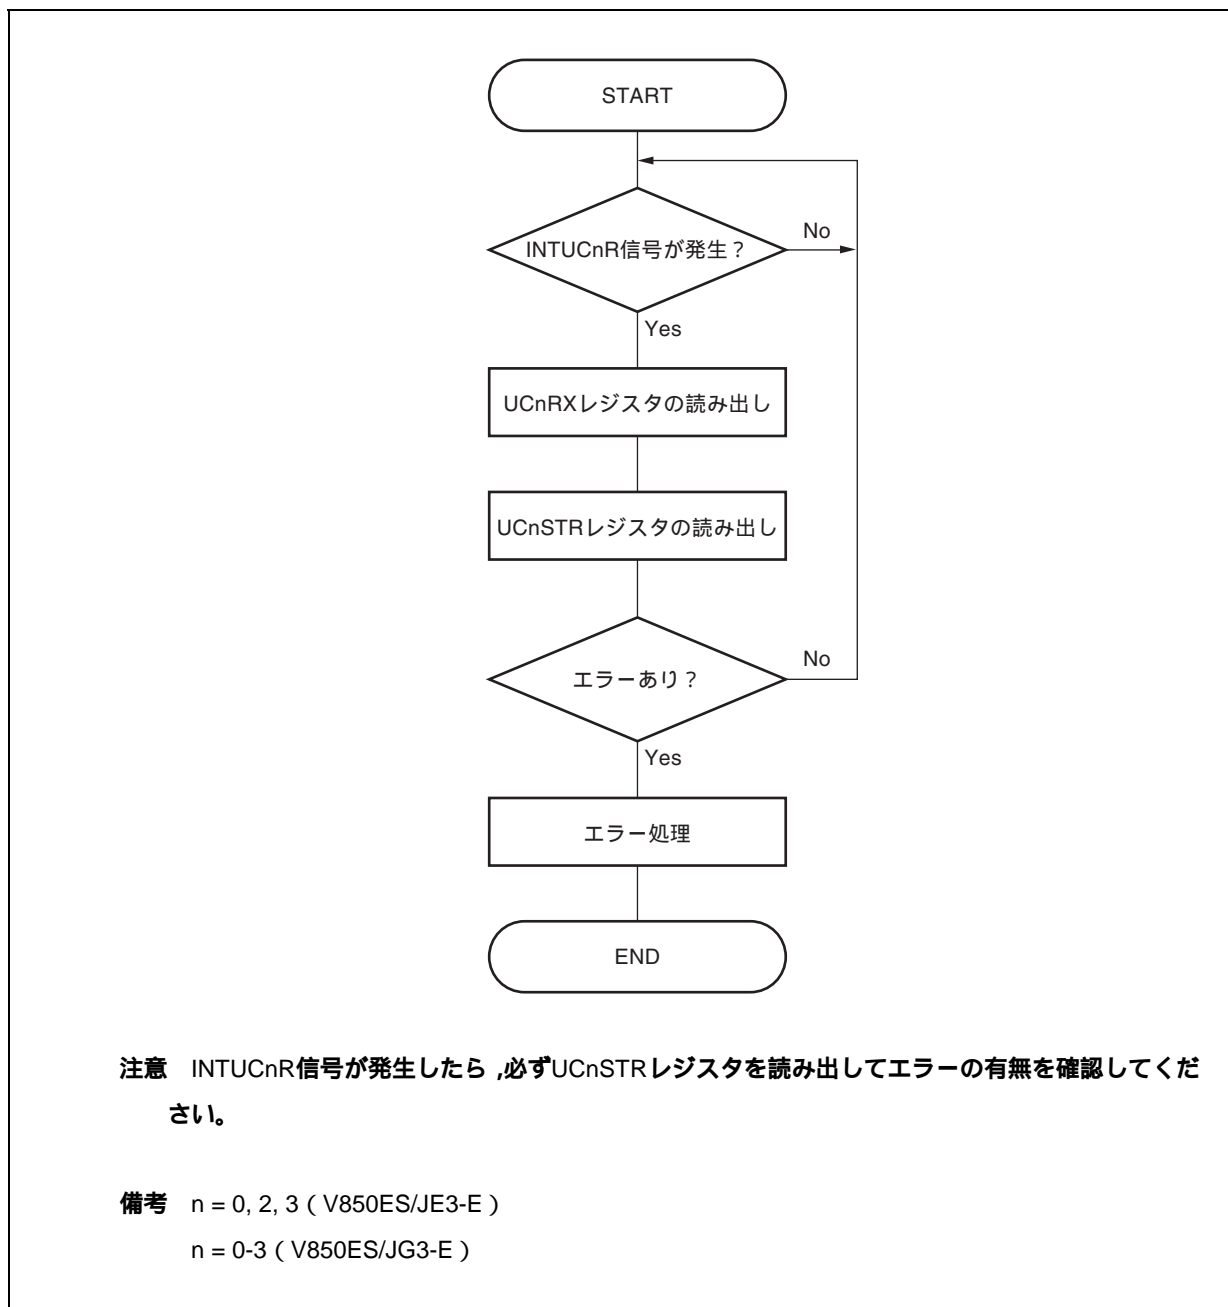 START
INTUCnR信号が発生？
No
Yes
UCnRXレジスタの読み出し
UCnSTRレジスタの読み出し
エラーあり？
No
Yes
エラー処理
END
注意　INTUCnR信号が発生したら，必ずUCnSTRレジスタを読み出してエラーの有無を確認してくだ
さい。
備考　n = 0, 2, 3（V850ES/JE3-E）
n = 0-3（V850ES/JG3-E）